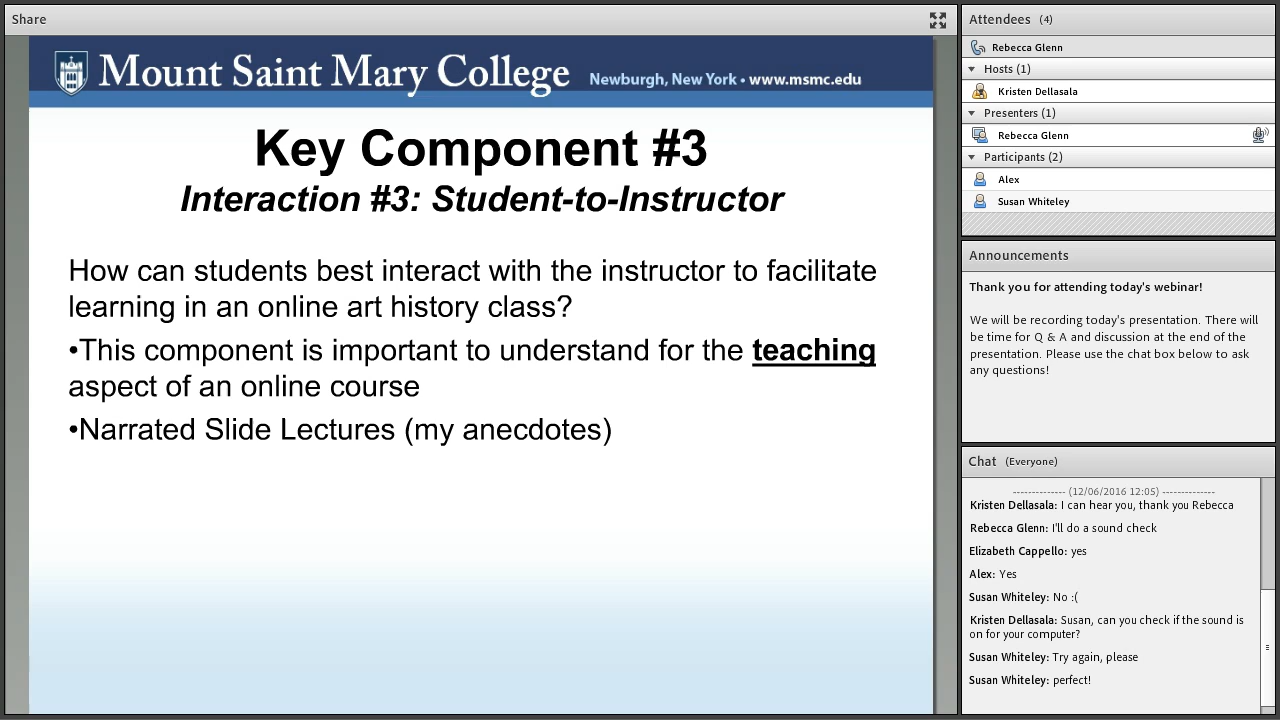 Share
Mount Saint Mary College Newburgh, New York • www.msmc.edu
Key Component #3
Interaction #3: Student-to-Instructor
How can students best interact with the instructor to facilitate
learning in an online art history class?
•This component is important to understand for the teaching
aspect of an online course
•Narrated Slide Lectures (my anecdotes)
Attendees (4)
Rebecca Glenn
Hosts (1)
Kristen Dellasala
Presenters (1)
Rebecca Glenn
Participants (2)
Alex
Susan Whiteley
Announcements
Thank you for attending today's webinar!
We will be recording today's presentation. There will
be time for Q & A and discussion at the end of the
presentation. Please use the chat box below to ask
any questions!
Chat (Everyone)
-------------- (12/06/2016 12:05) --------------
Kristen Dellasala: I can hear you, thank you Rebecca
Rebecca Glenn: I'll do a sound check
Elizabeth Cappello: yes
Alex: Yes
Susan Whiteley: No :(
Kristen Dellasala: Susan, can you check if the sound is
on for your computer?
Susan Whiteley: Try again, please
Susan Whiteley: perfect!